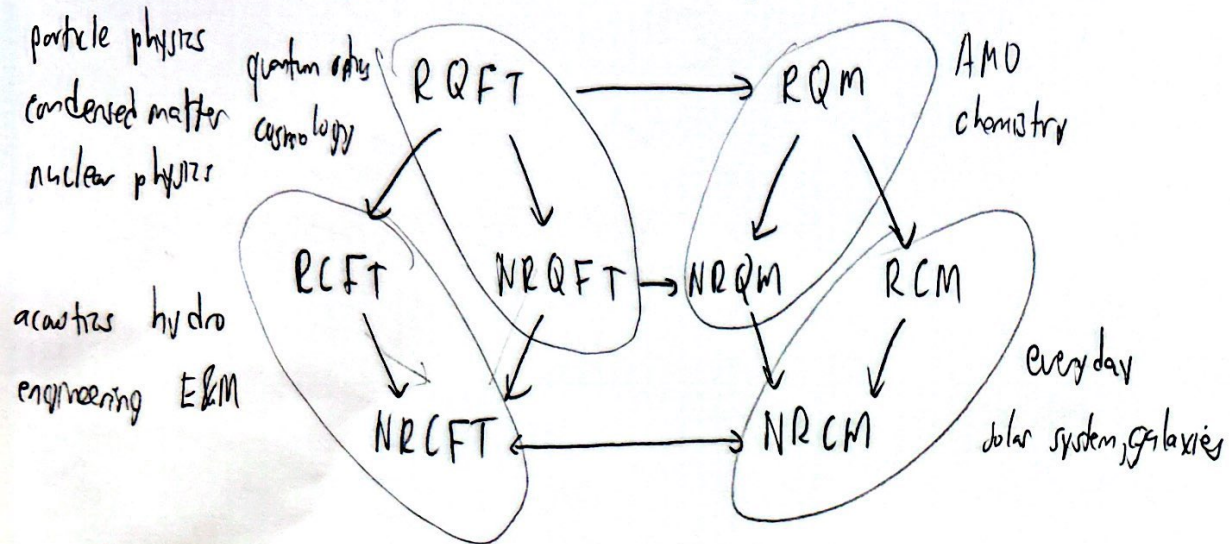 particle physics
condensed matter
nuclear physics
quantum optics
cosmology
RQFT
RQM
AMO
chemistry
RCFT
NRQFT
NRQM
RCM
acoustics hydro
engineering E&M
NRCFT
NRCM
everyday
solar system, galaxies